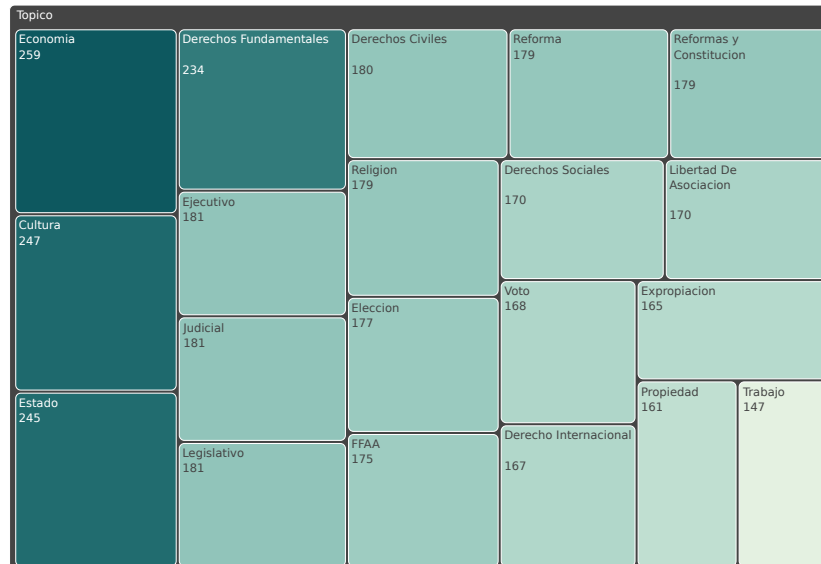 Topico
Economia
259
Cultura
247
Estado
245
Derechos Fundamentales
234
Ejecutivo
181
Judicial
181
Legislativo
181
Derechos Civiles
180
Reforma
179
Reformas y
Constitucion
179
Religion
179
Eleccion
177
FFAA
175
Derechos Sociales
170
Libertad De
Asociacion
170
Voto
168
Derecho Internacional
167
Expropiacion
165
Propiedad
161
Trabajo
147